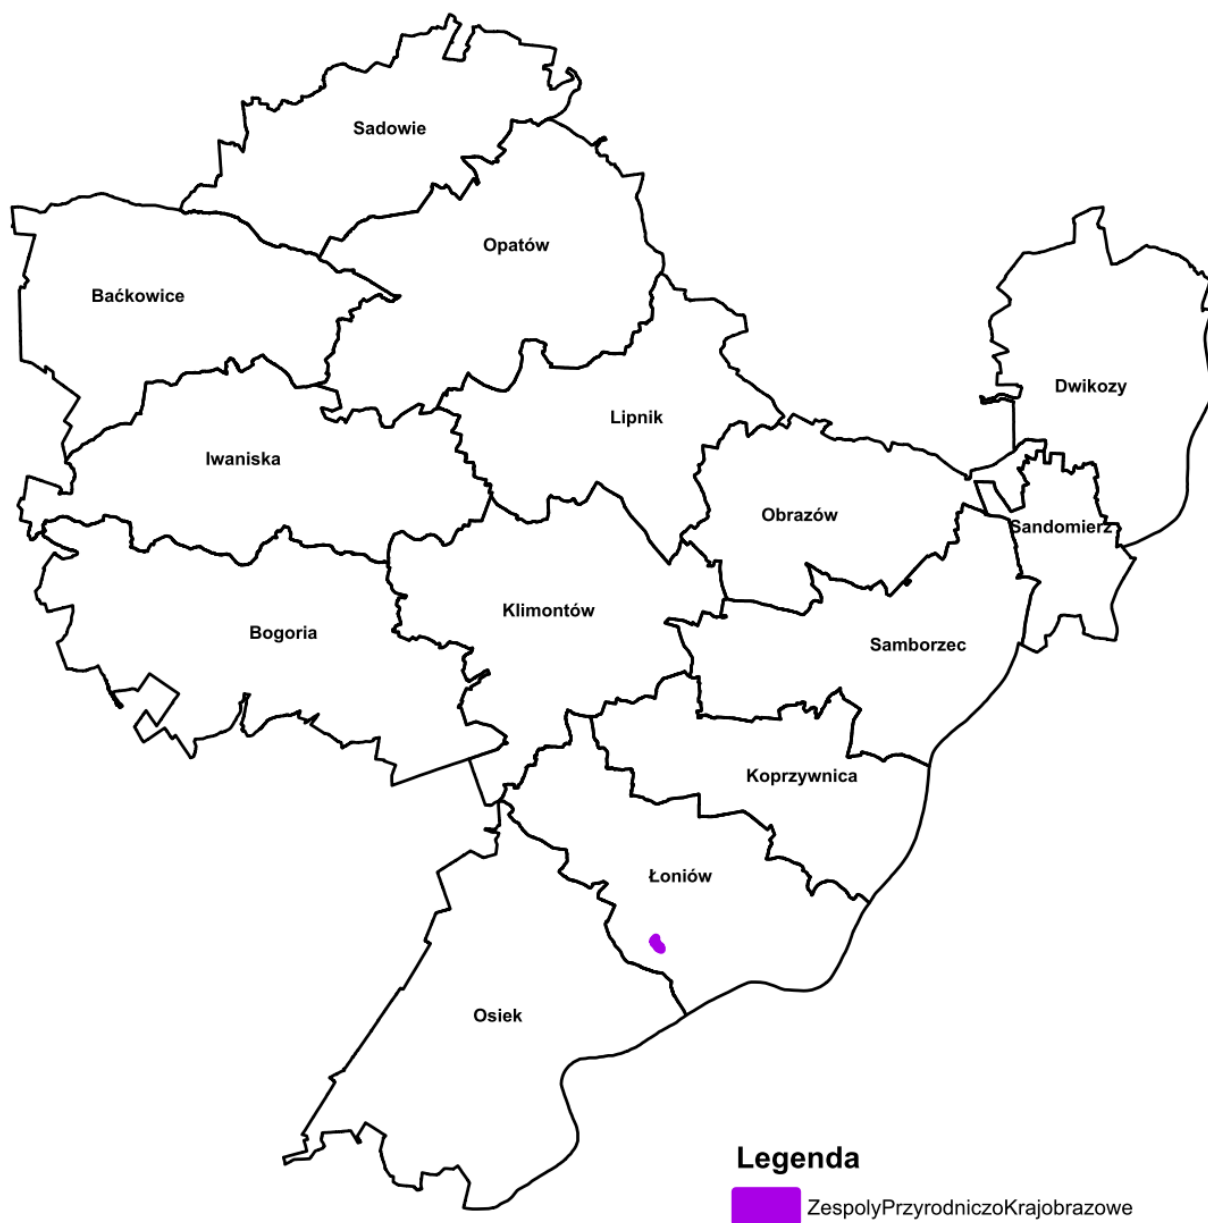 Sadowie
Opatów
Baćkowice
Dwikozy
Lipnik
Iwaniska
Obrazów
Sandomierz
Klimontów
Bogoria
Samborzec
Koprzywnica
Łoniów
Osiek
Legenda
ZespolyPrzyrodniczoKrajobrazowe